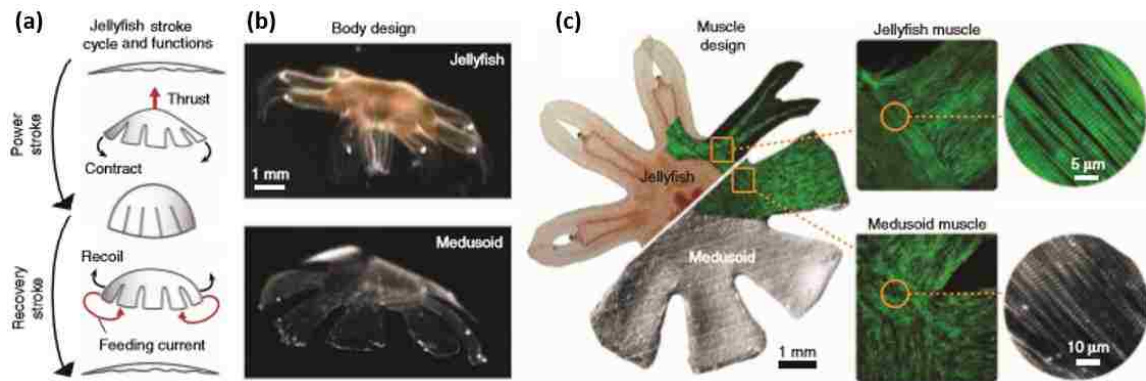 (a)
Jellyfish stroke
cycle and functions
Power
stroke
Thrust
Contract
Recovery
stroke
Recoil
Feeding current
(b)
Body design
Jellyfish
1 mm
Medusoid
(c)
Muscle
design
Jellyfish
Medusoid
1 mm
Jellyfish muscle
5 µm
Medusoid muscle
10 µm